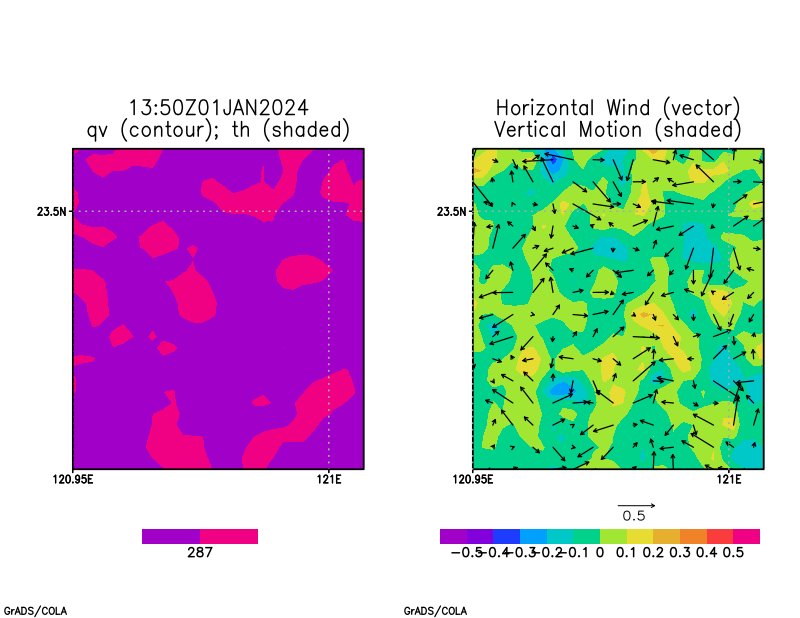 13:50Z01JAN2024
qv (contour); th (shaded)
23.5N
120.95E
121E
287
GrADS/COLA
Horizontal Wind (vector)
Vertical Motion (shaded)
23.5N
120.95E
121E
0.5
-0.5 -0.4 -0.3 -0.2 -0.1 0 0.1 0.2 0.3 0.4 0.5
GrADS/COLA